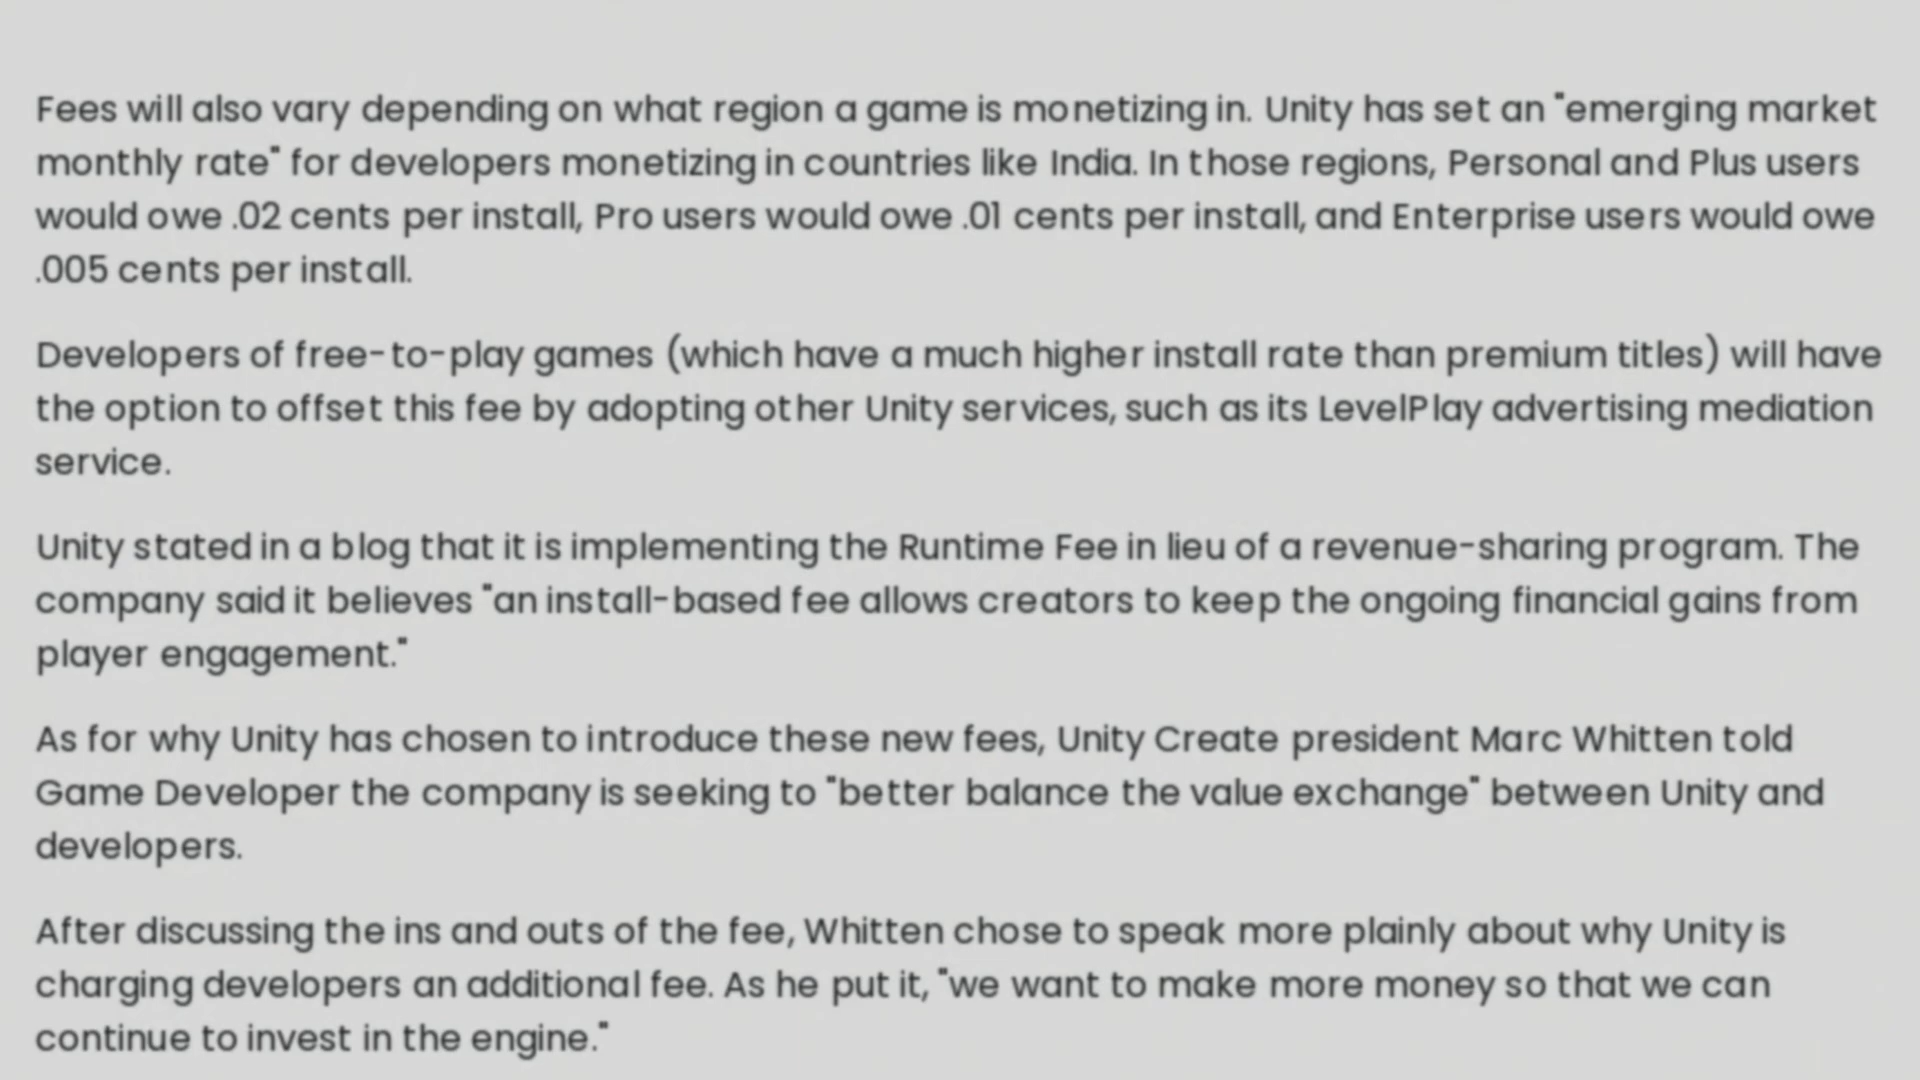 Fees will also vary depending on what region a game is monetizing in. Unity has set an "emerging market
monthly rate" for developers monetizing in countries like India. In those regions, Personal and Plus users
would owe .02 cents per install, Pro users would owe .01 cents per install, and Enterprise users would owe
.005 cents per install.
Developers of free-to-play games (which have a much higher install rate than premium titles) will have
the option to offset this fee by adopting other Unity services, such as its LevelPlay advertising mediation
service.
Unity stated in a blog that it is implementing the Runtime Fee in lieu of a revenue-sharing program. The
company said it believes "an install-based fee allows creators to keep the ongoing financial gains from
player engagement."
As for why Unity has chosen to introduce these new fees, Unity Create president Marc Whitten told
Game Developer the company is seeking to "better balance the value exchange" between Unity and
developers.
After discussing the ins and outs of the fee, Whitten chose to speak more plainly about why Unity is
charging developers an additional fee. As he put it, "we want to make more money so that we can
continue to invest in the engine."